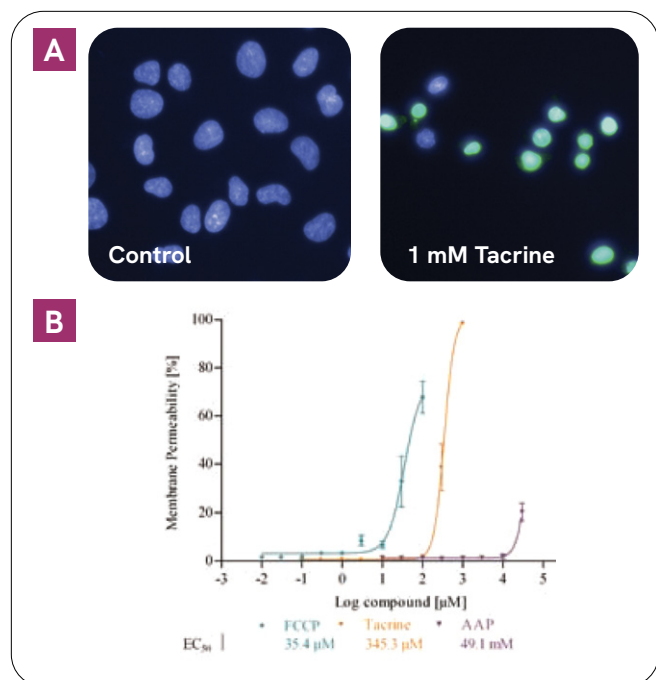 A
Control
1 mM Tacrine
B
Membrane Permeability [%]
100
80
60
40
20
0
-3 -2 -1 0 1 2 3 4 5
Log compound [µM]
FCCP Tacrine AAP
EC50 | 35.4 µM 345.3 µM 49.1 mM